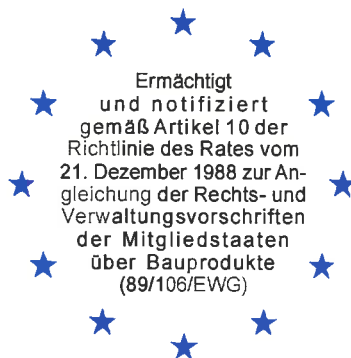 Ermächtigt
und notifiziert
gemäß Artikel 10 der
Richtlinie des Rates vom
21. Dezember 1988 zur An-
gleichung der Rechts- und
Verwaltungsvorschriften
der Mitgliedstaaten
über Bauprodukte
(89/106/EWG)